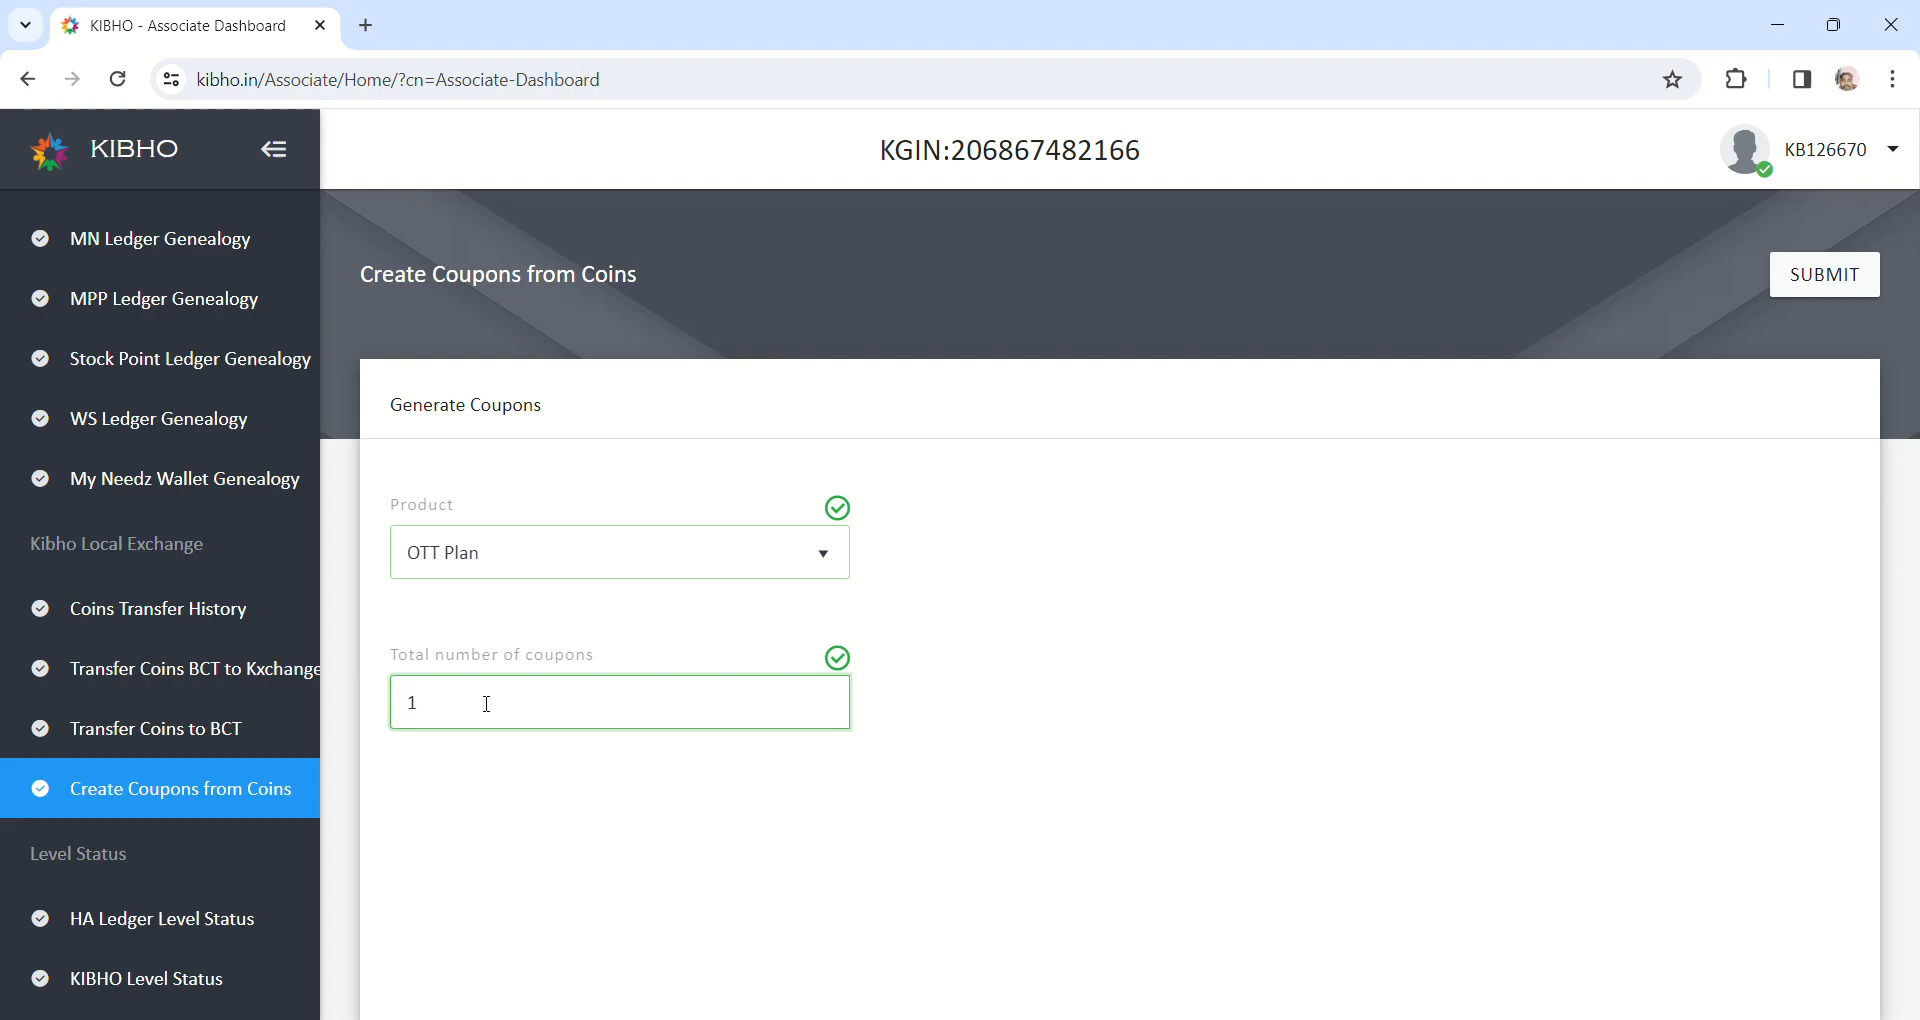 KIBHO - Associate Dashboard
kibho.in/Associate/Home/?cn=Associate-Dashboard
KIBHO
KGIN:206867482166
KB126670
MN Ledger Genealogy
MPP Ledger Genealogy
Stock Point Ledger Genealogy
WS Ledger Genealogy
My Needz Wallet Genealogy
Kibho Local Exchange
Coins Transfer History
Transfer Coins BCT to Kxchange
Transfer Coins to BCT
Create Coupons from Coins
Level Status
HA Ledger Level Status
KIBHO Level Status
Create Coupons from Coins
SUBMIT
Generate Coupons
Product
OTT Plan
Total number of coupons
1